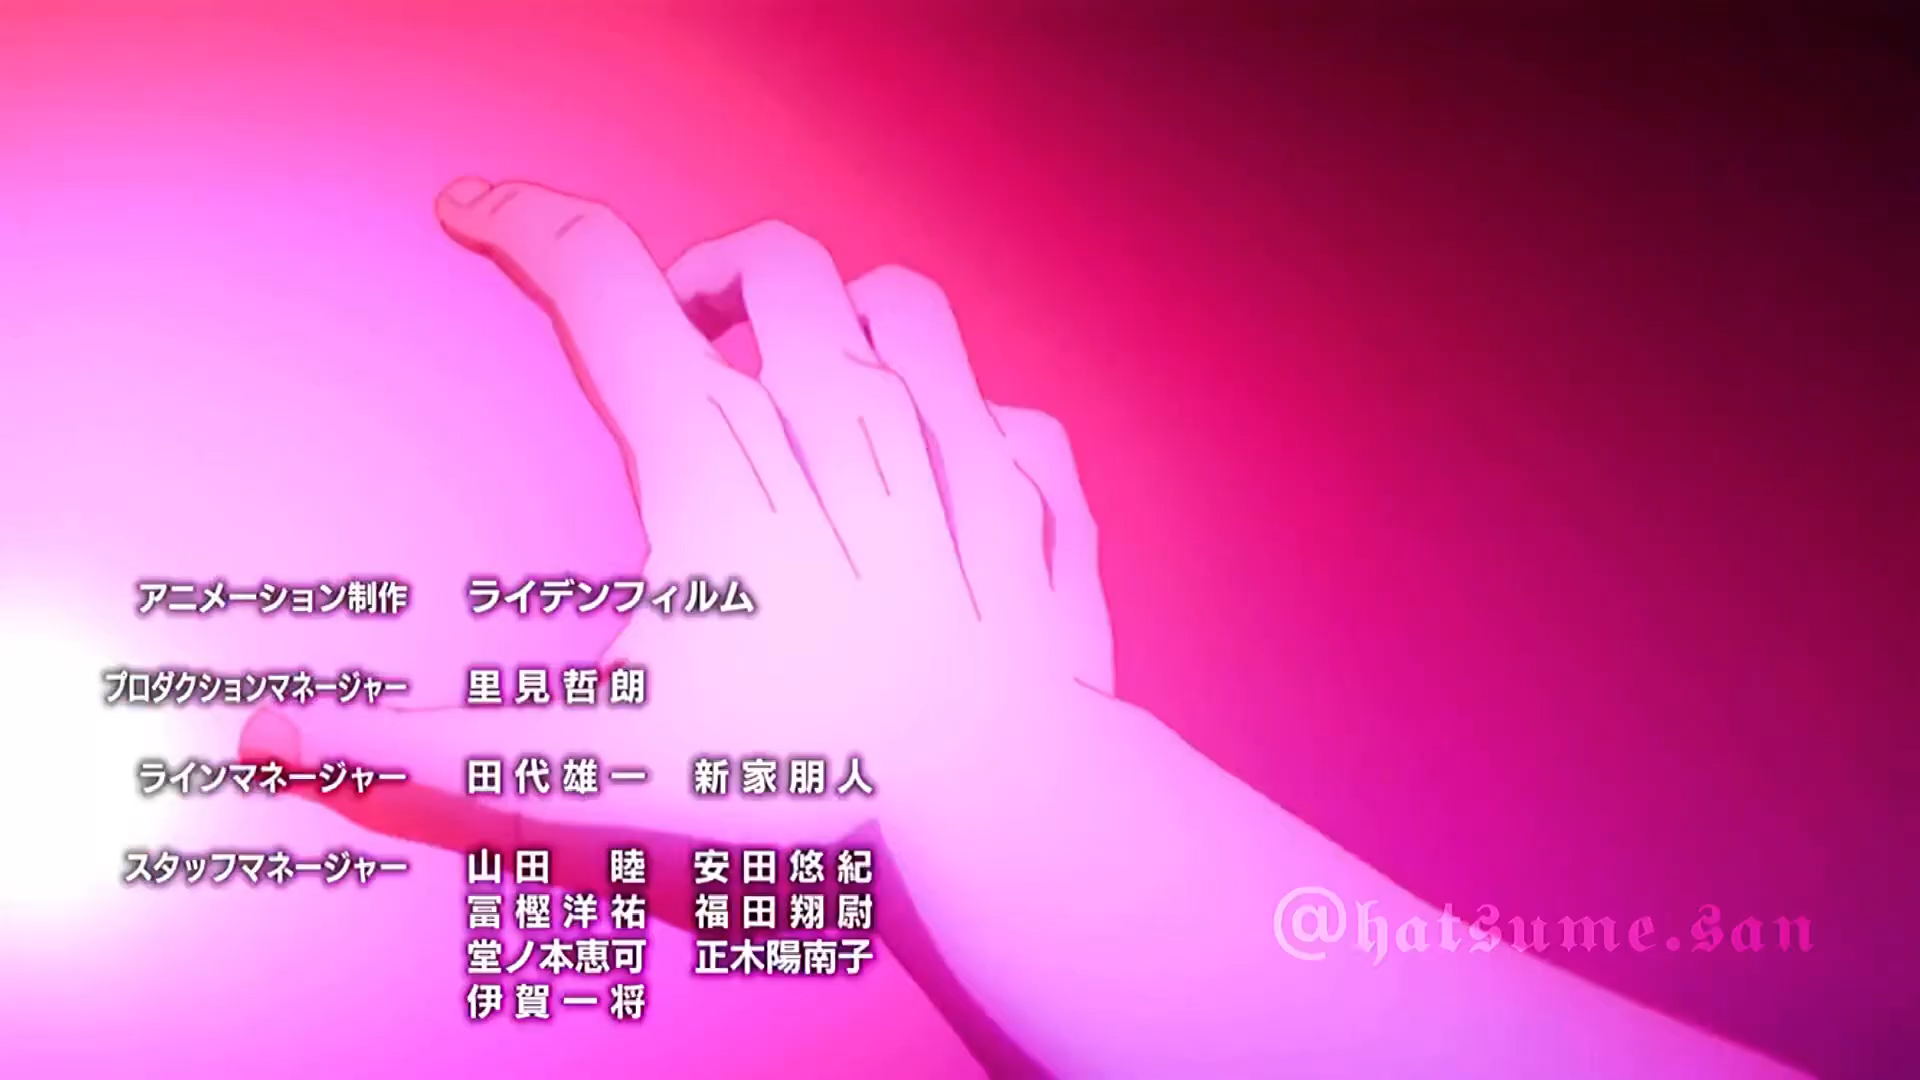 アニメーション制作 ライデンフィルム
プロダクションマネージャー 里見哲朗
ラインマネージャー 田代雄一 新家朋人
スタッフマネージャー 山田 睦 安田悠紀
冨樫洋祐 福田翔尉
堂ノ本恵可 正木陽南子
伊賀一将
@hatsume.san